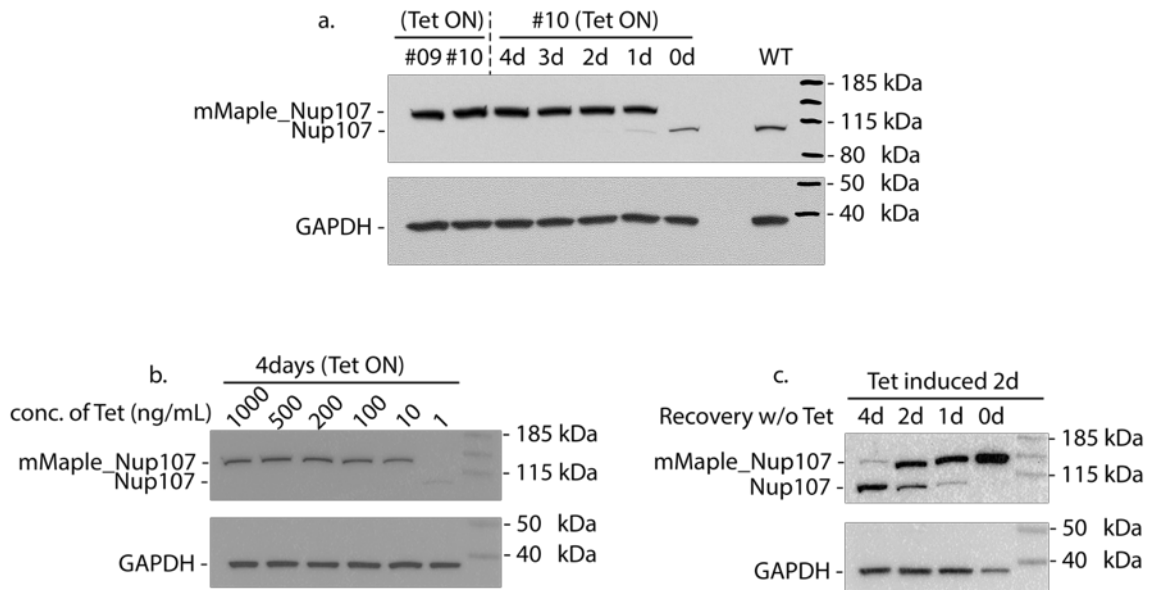 a.
(Tet ON) #10 (Tet ON)
#09 #10 4d 3d 2d 1d 0d WT
- 185 kDa
mMaple_Nup107 -
- 115 kDa
Nup107 -
- 80 kDa
- 50 kDa
- 40 kDa
GAPDH -
b.
4days (Tet ON)
conc. of Tet (ng/mL) 1000 500 200 100 10 1
- 185 kDa
mMaple_Nup107 -
- 115 kDa
Nup107 -
- 50 kDa
- 40 kDa
GAPDH -
c.
Tet induced 2d
Recovery w/o Tet 4d 2d 1d 0d
- 185 kDa
mMaple_Nup107 -
- 115 kDa
Nup107 -
- 50 kDa
- 40 kDa
GAPDH -